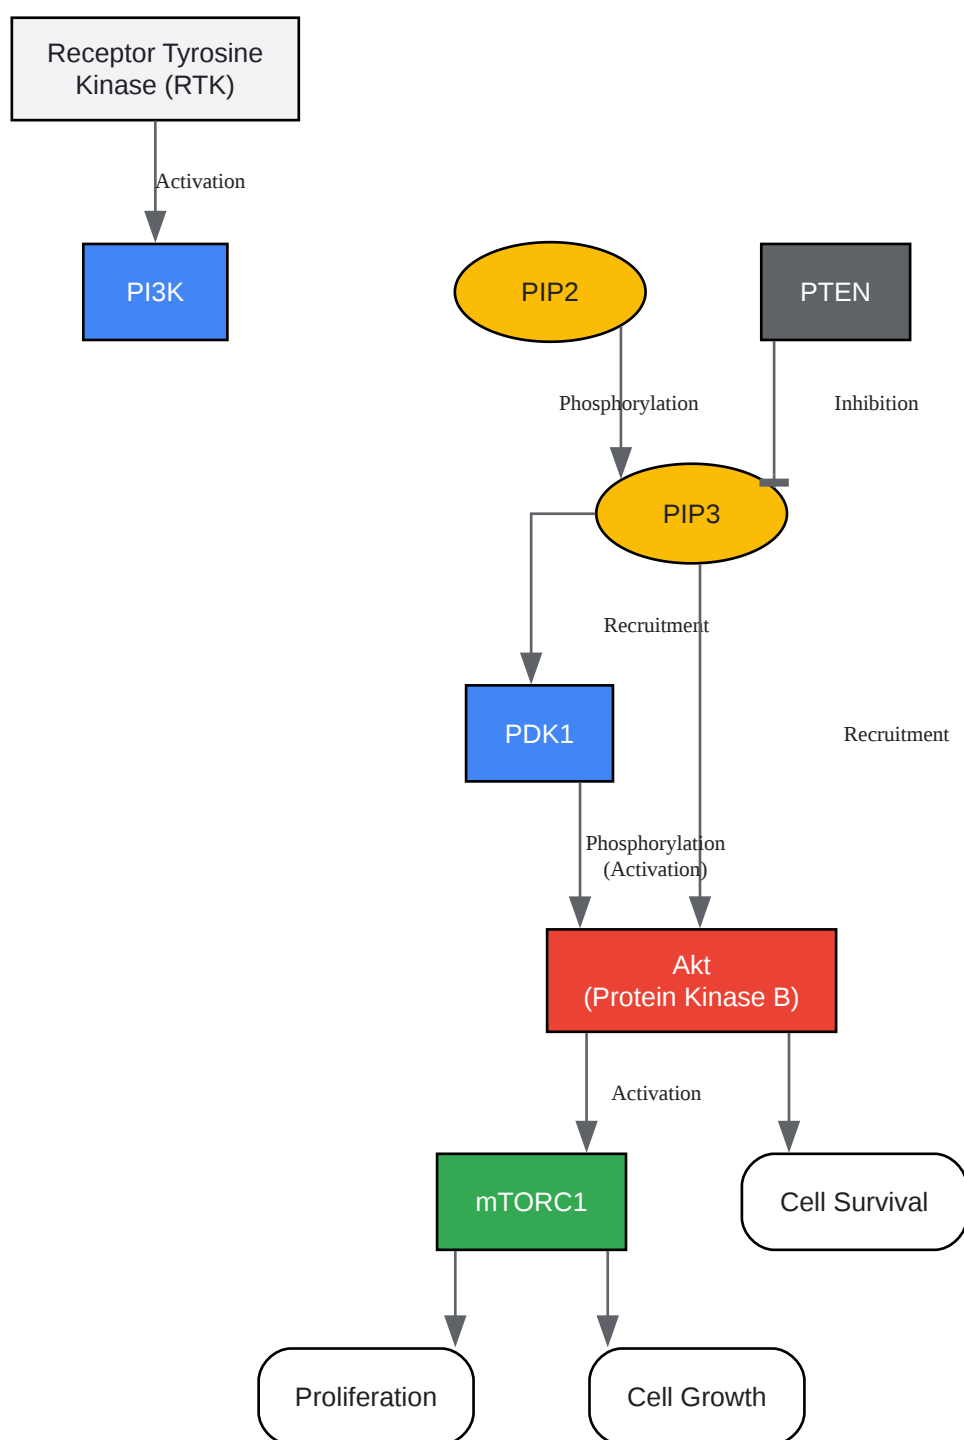 Receptor Tyrosine
Kinase (RTK)
Activation
PI3K
PIP2
PTEN
Phosphorylation
Inhibition
PIP3
Recruitment
PDK1
Recruitment
Phosphorylation
(Activation)
Akt
(Protein Kinase B)
Activation
mTORC1
Cell Survival
Proliferation
Cell Growth